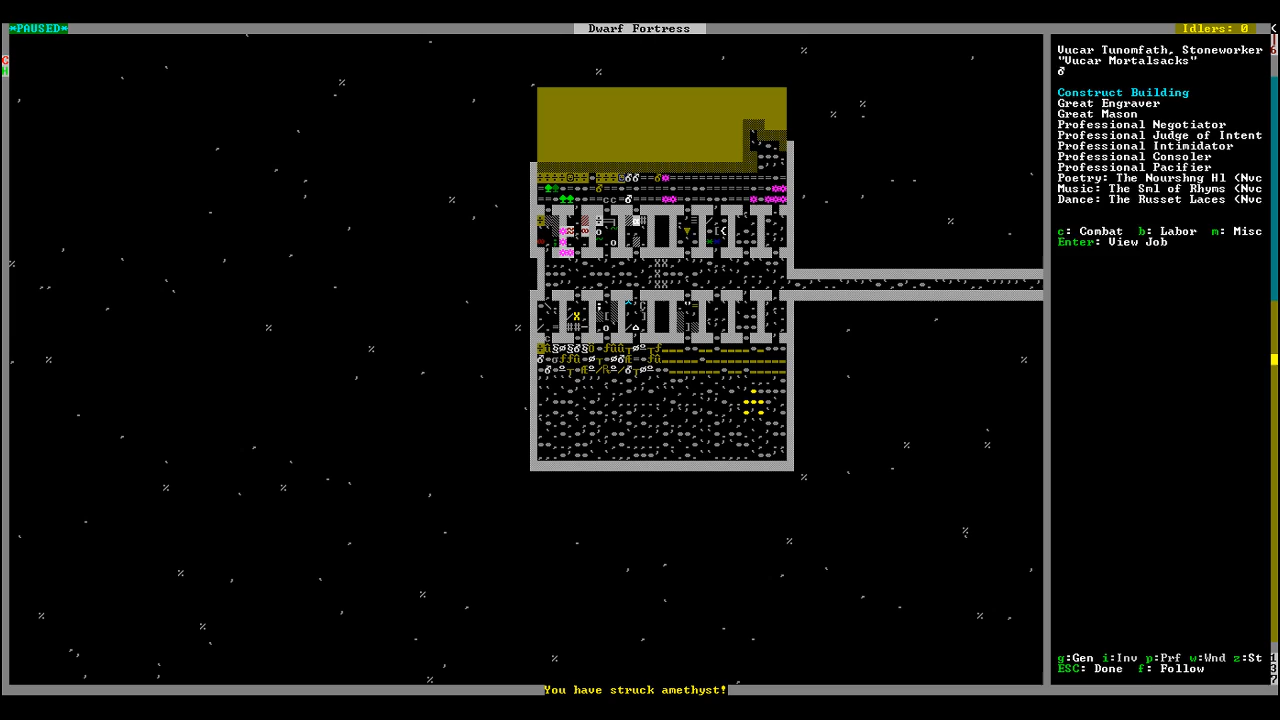 *PAUSED*
Dwarf Fortress
Idlers: 0
Vucar Tunomfath, Stoneworker
"Vucar Mortalsacks"
♂
Construct Building
Great Engraver
Great Mason
Professional Negotiator
Professional Judge of Intent
Professional Intimidator
Professional Consoler
Professional Pacifier
Poetry: The Nourshng Hl (Nuc
Music: The Sml of Rhyms (Nuc
Dance: The Russet Laces (Nuc
c: Combat b: Labor m: Misc
Enter: View Job
g:Gen i:Inv p:Prf w:Wnd z:St
ESC: Done f: Follow
You have struck amethyst!